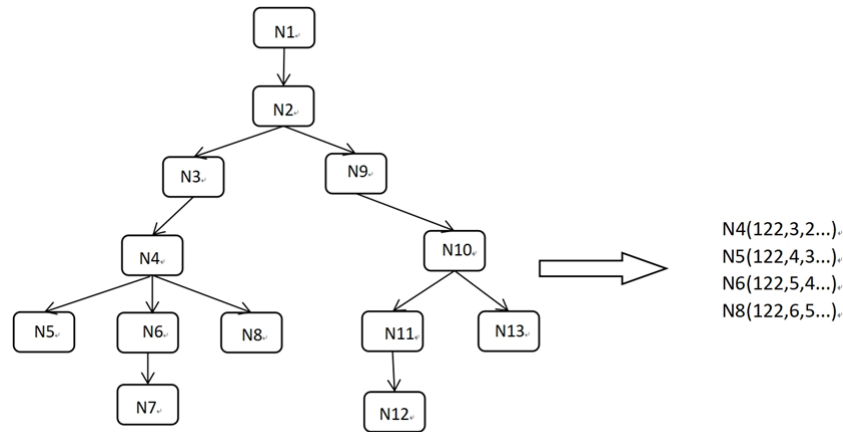 N1
N2
N3
N9
N4
N10
N5
N6
N8
N11
N13
N7
N12
N4(122,3,2...)
N5(122,4,3...)
N6(122,5,4...)
N8(122,6,5...)